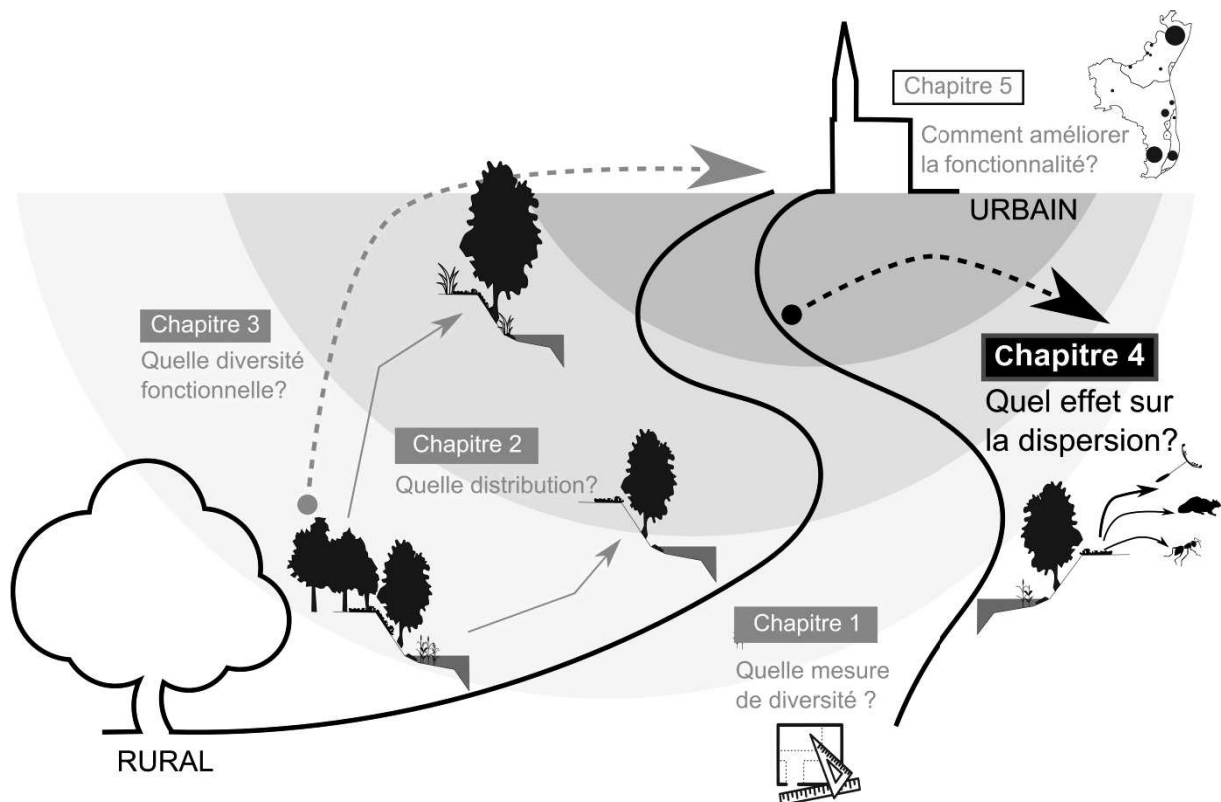 Chapitre 5
Comment améliorer
la fonctionnalité?
URBAIN
Chapitre 3
Quelle diversité
fonctionnelle?
Chapitre 4
Quel effet sur
la dispersion?
Chapitre 2
Quelle distribution?
Chapitre 1
Quelle mesure
de diversité ?
RURAL